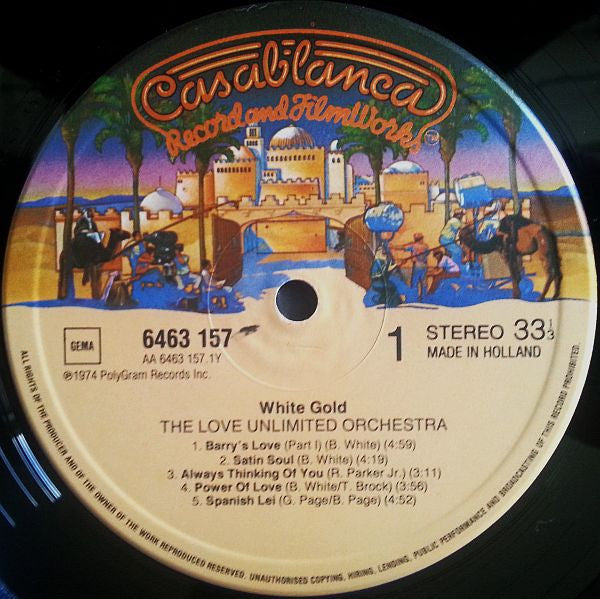 Casablanca
Record and FilmWorks
GEMA
6463 157
AA 6463 157.1Y
℗1974 PolyGram Records Inc.
1
STEREO 33 1/3
MADE IN HOLLAND
White Gold
THE LOVE UNLIMITED ORCHESTRA
1. Barry's Love (Part I) (B. White) (4:59)
2. Satin Soul (B. White) (4:19)
3. Always Thinking Of You (R. Parker Jr.) (3:11)
4. Power Of Love (B. White/T. Brock) (3:56)
5. Spanish Lei (G. Page/B. Page) (4:52)
ALL RIGHTS OF THE PRODUCER AND OF THE OWNER OF THE WORK REPRODUCED RESERVED. UNAUTHORISED COPYING, HIRING, LENDING, PUBLIC PERFORMANCE AND BROADCASTING OF THIS RECORD PROHIBITED.